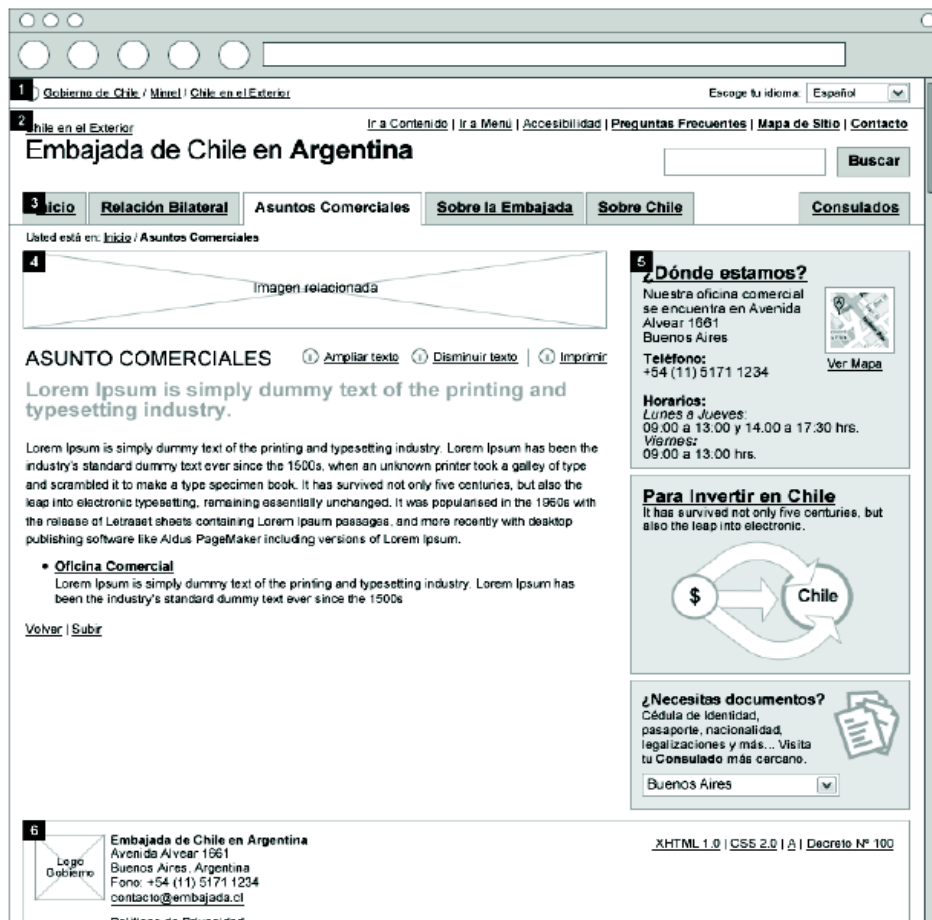 1
Gobierno de Chile / Minrel / Chile en el Exterior
Escoge tu idioma: Español
2
Chile en el Exterior
Ir a Contenido | Ir a Menú | Accesibilidad | Preguntas Frecuentes | Mapa de Sitio | Contacto
Embajada de Chile en Argentina
Buscar
3
Inicio Relación Bilateral Asuntos Comerciales Sobre la Embajada Sobre Chile Consulados
Usted está en: Inicio / Asuntos Comerciales
4
Imagen relacionada
ASUNTO COMERCIALES
Ampliar texto Disminuir texto | Imprimir
Lorem Ipsum is simply dummy text of the printing and
typesetting industry.
Lorem Ipsum is simply dummy text of the printing and typesetting industry. Lorem Ipsum has been the
industry's standard dummy text ever since the 1500s, when an unknown printer took a galley of type
and scrambled it to make a type specimen book. It has survived not only five centuries, but also the
leap into electronic typesetting, remaining essentially unchanged. It was popularised in the 1960s with
the release of Letraset sheets containing Lorem Ipsum passages, and more recently with desktop
publishing software like Aldus PageMaker including versions of Lorem Ipsum.
• Oficina Comercial
Lorem Ipsum is simply dummy text of the printing and typesetting industry. Lorem Ipsum has
been the industry's standard dummy text ever since the 1500s
Volver | Subir
5
¿Dónde estamos?
Nuestra oficina comercial
se encuentra en Avenida
Alvear 1661
Buenos Aires
Teléfono:
+54 (11) 5171 1234
Ver Mapa
Horarios:
Lunes a Jueves:
09:00 a 13:00 y 14.00 a 17:30 hrs.
Viernes:
09:00 a 13:00 hrs.
Para Invertir en Chile
It has survived not only five centuries, but
also the leap into electronic.
$ Chile
¿Necesitas documentos?
Cédula de Identidad,
pasaporte, nacionalidad,
legalizaciones y más... Visita
tu Consulado más cercano.
Buenos Aires
6
Logo
Gobierno
Embajada de Chile en Argentina
Avenida Alvear 1661
Buenos Aires, Argentina
Fono: +54 (11) 5171 1234
contacto@embajada.cl
Políticas de Privacidad
XHTML 1.0 | CSS 2.0 | A | Decreto Nº 100